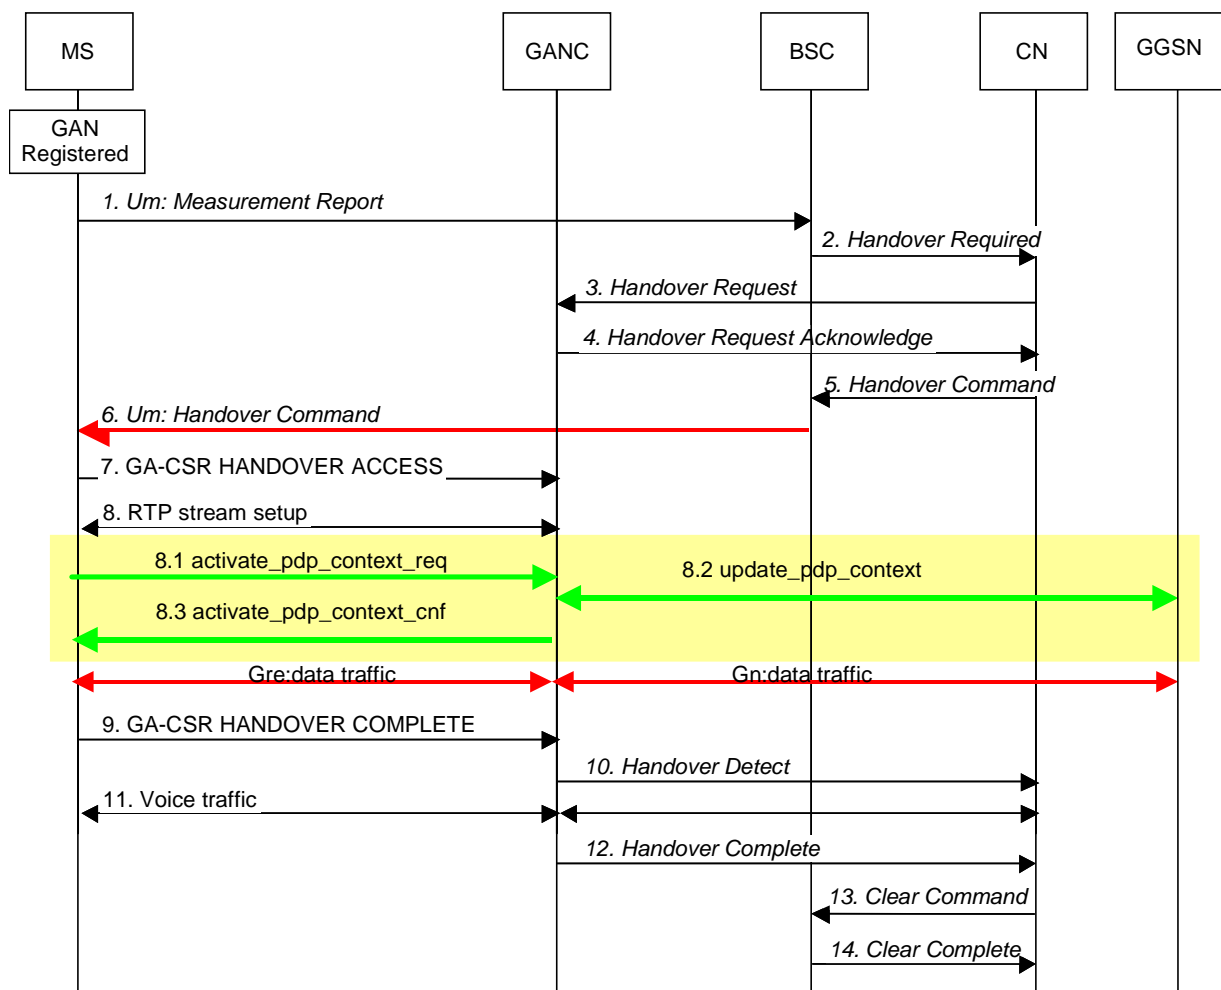 MS
GANC
BSC
CN
GGSN
GAN
Registered
1. Um: Measurement Report
2. Handover Required
3. Handover Request
4. Handover Request Acknowledge
5. Handover Command
6. Um: Handover Command
7. GA-CSR HANDOVER ACCESS
8. RTP stream setup
8.1 activate_pdp_context_req
8.2 update_pdp_context
8.3 activate_pdp_context_cnf
Gre:data traffic
Gn:data traffic
9. GA-CSR HANDOVER COMPLETE
10. Handover Detect
11. Voice traffic
12. Handover Complete
13. Clear Command
14. Clear Complete